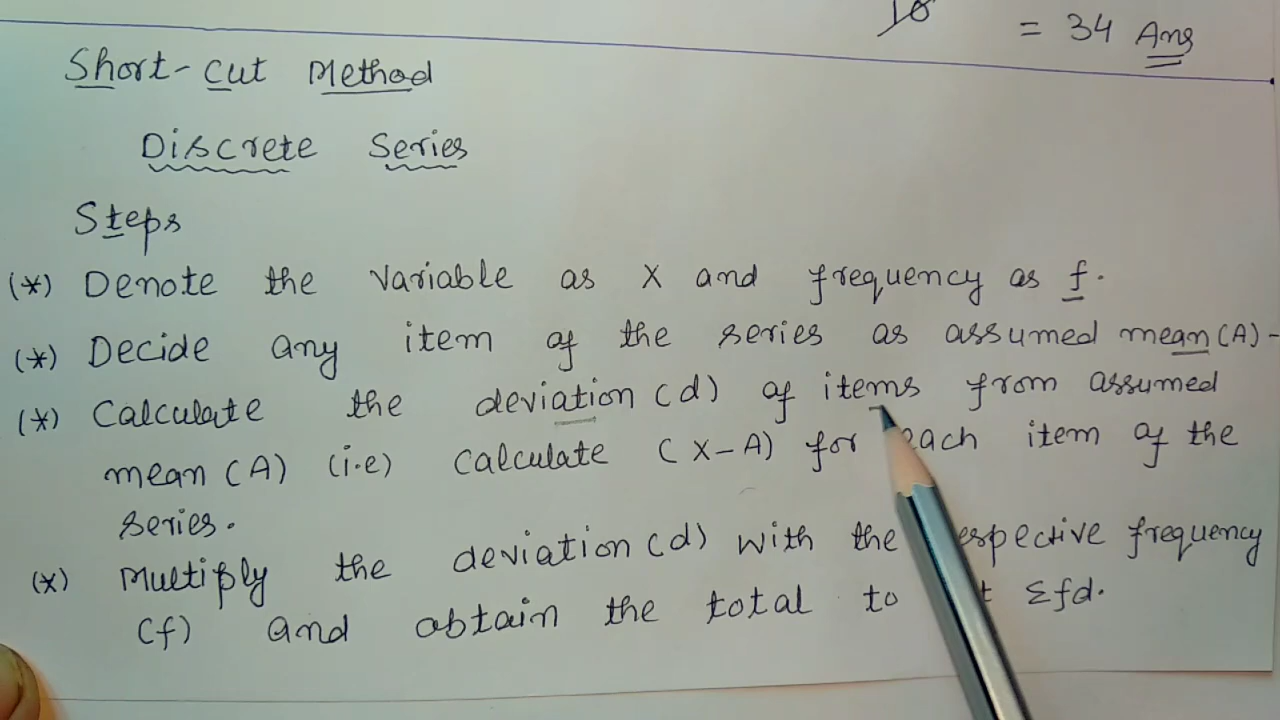 10
= 34 Ans
Short-cut Method
Discrete Series
Steps
(*) Denote the Variable as X and frequency as f.
(*) Decide any item of the series as assumed mean (A) -
(*) Calculate the deviation (d) of items from assumed
mean (A) (i.e) Calculate (X-A) for each item of the
series.
(*) Multiply the deviation (d) with the espective frequency
(f) and obtain the total to Σfd.